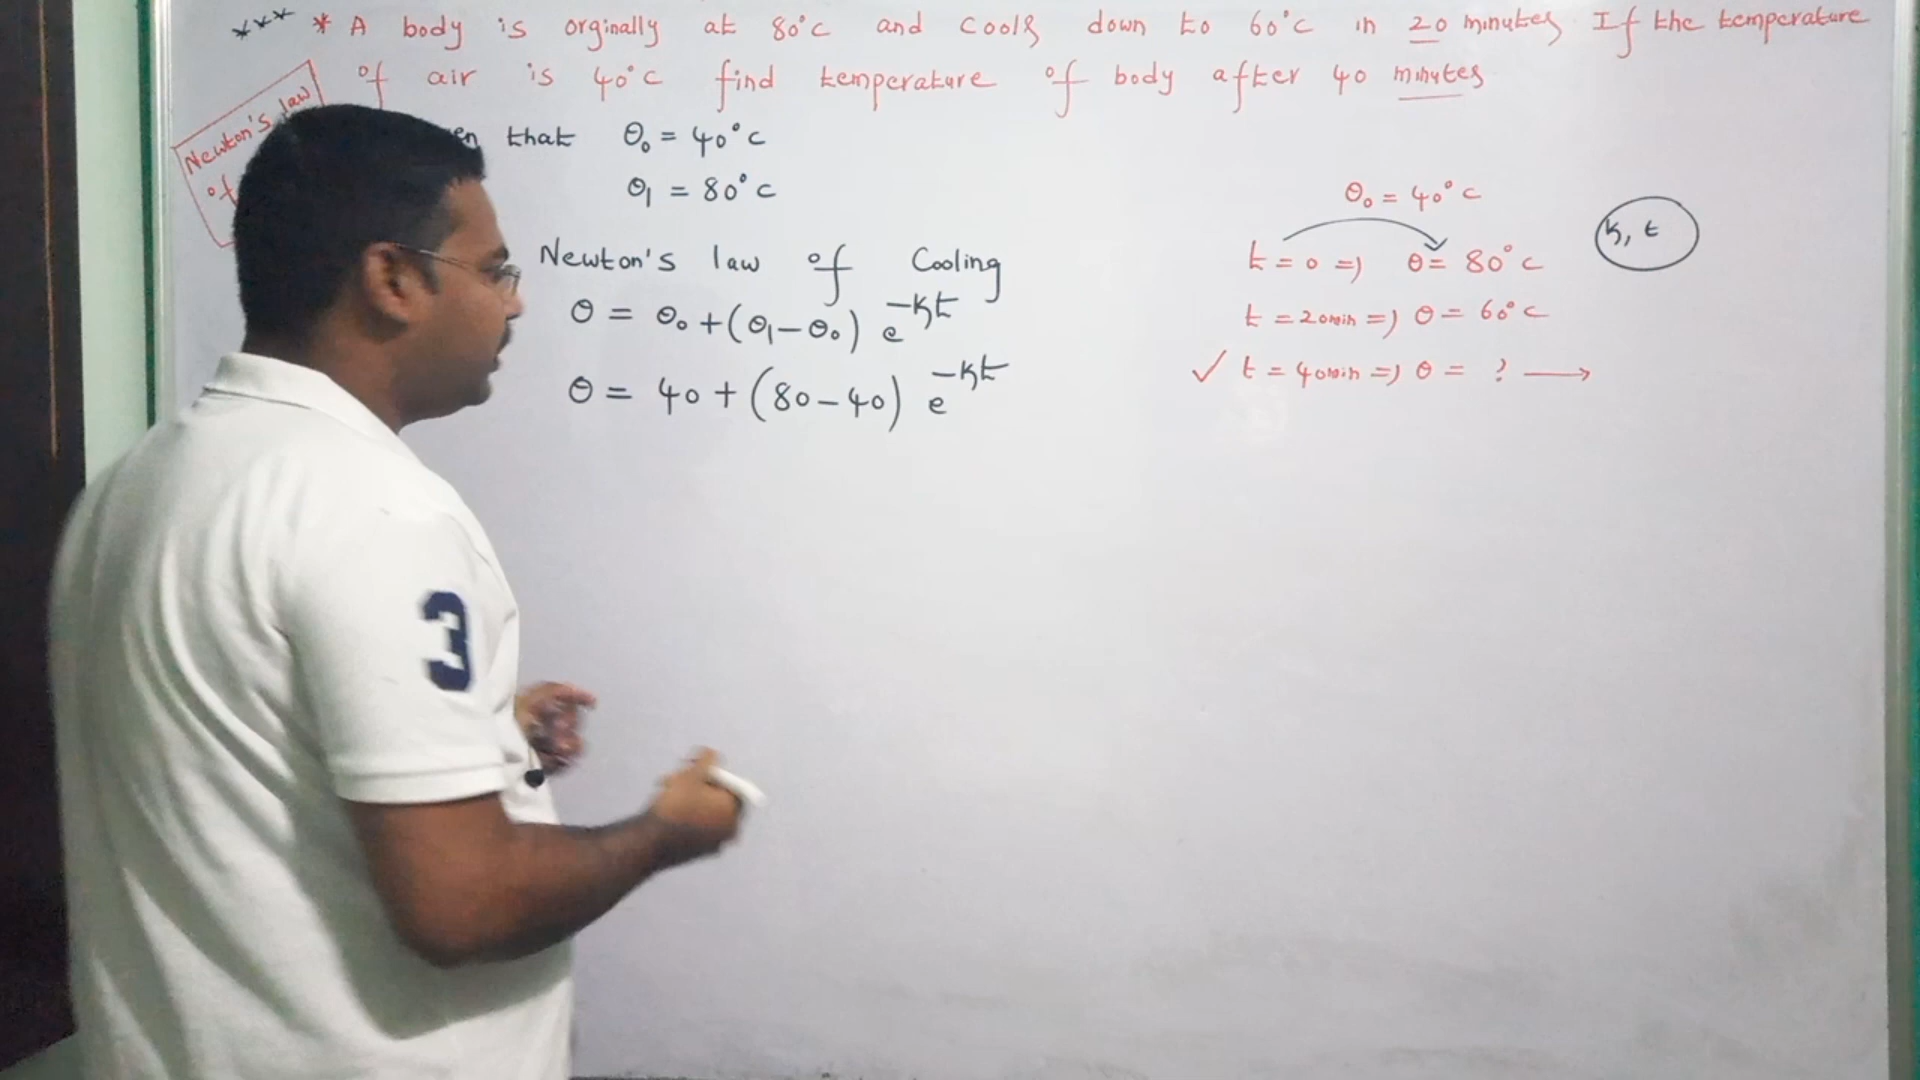 *** * A body is orginally at 80°c and cools down to 60°c in 20 minutes If the temperature
of air is 40°c find temperature of body after 40 minutes
Newton's law
of
that θ₀ = 40°c
θ₁ = 80°c
Newton's law of Cooling
θ = θ₀ + (θ₁ - θ₀) e^-kt
θ = 40 + (80 - 40) e^-kt
θ₀ = 40°c
t = 0 => θ = 80°c
k, t
t = 20min => θ = 60°c
✓ t = 40min => θ = ? →
3